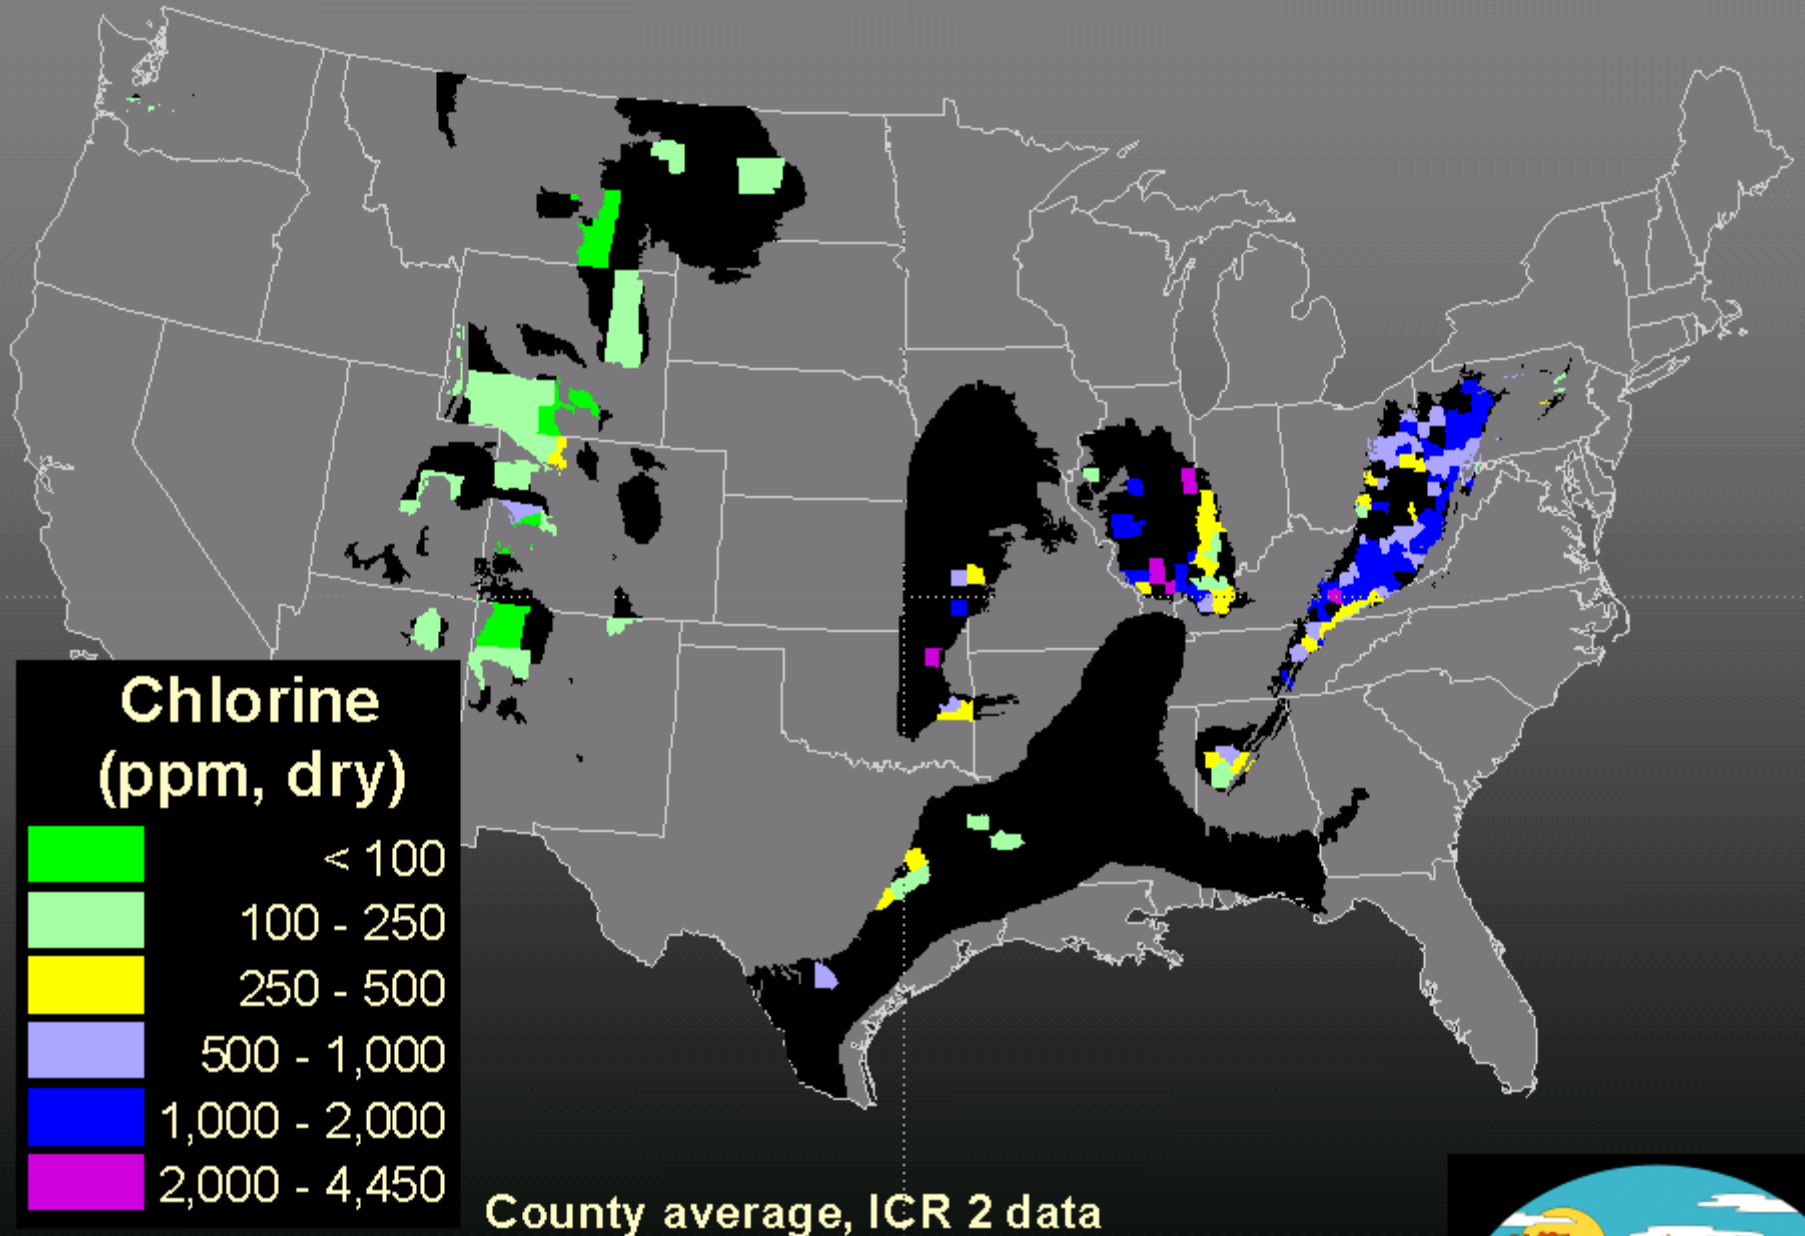 Chlorine
(ppm, dry)
< 100
100 - 250
250 - 500
500 - 1,000
1,000 - 2,000
2,000 - 4,450
County average, ICR 2 data